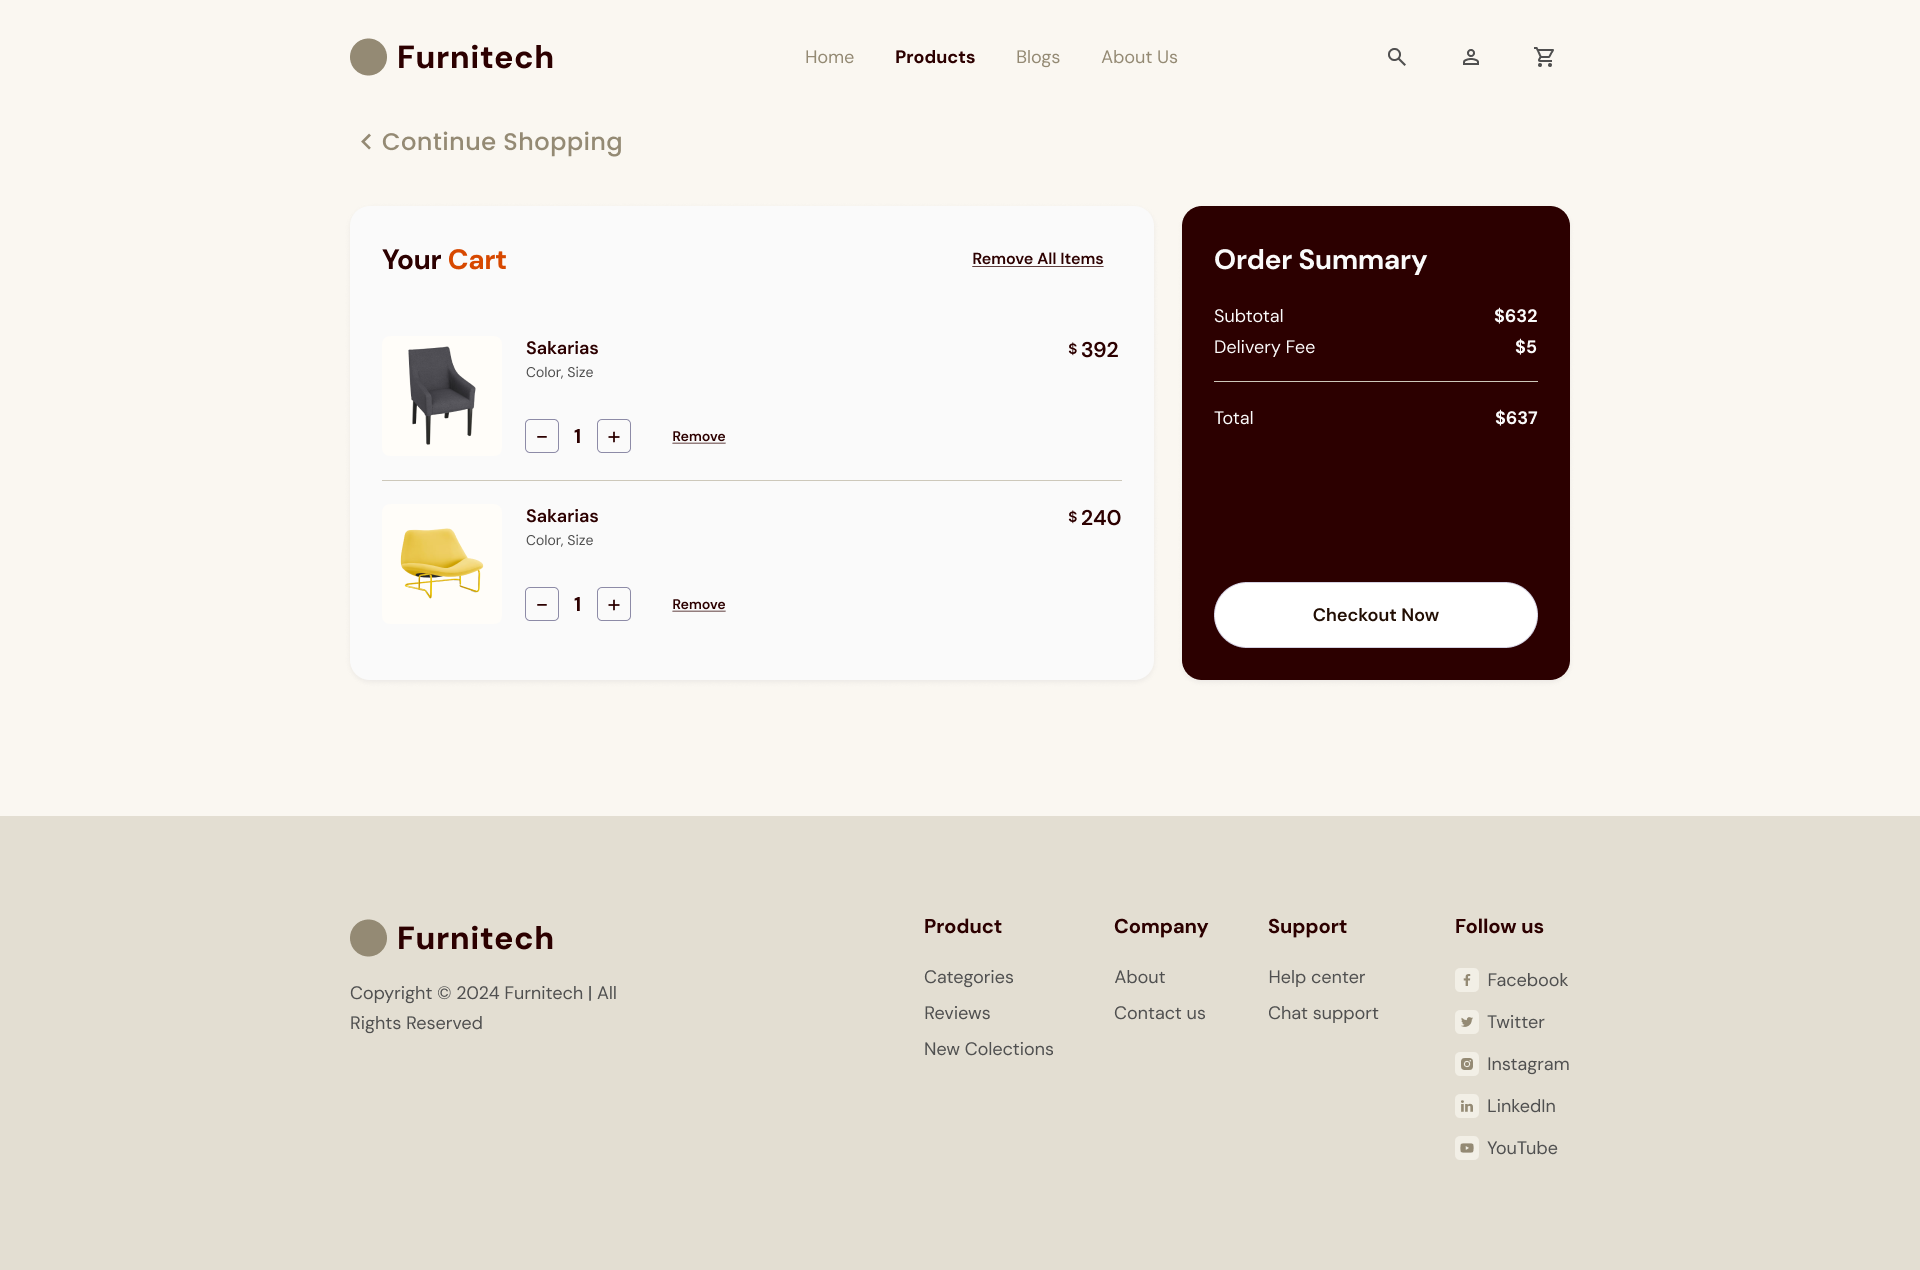 Furnitech
Home Products Blogs About Us
Continue Shopping
Your Cart
Remove All Items
Sakarias
$ 392
Color, Size
− 1 +
Remove
Sakarias
$ 240
Color, Size
− 1 +
Remove
Order Summary
Subtotal $632
Delivery Fee $5
Total $637
Checkout Now
Furnitech
Copyright © 2024 Furnitech | All
Rights Reserved
Product
Categories
Reviews
New Colections
Company
About
Contact us
Support
Help center
Chat support
Follow us
Facebook
Twitter
Instagram
LinkedIn
YouTube